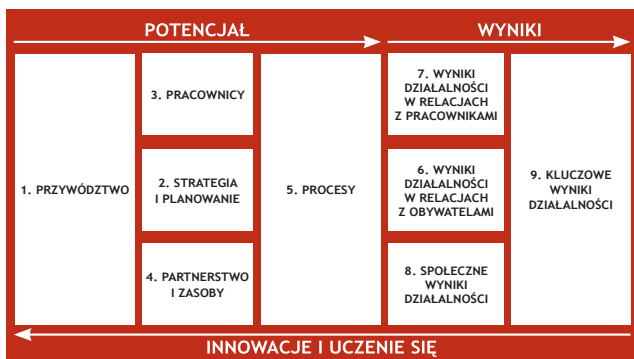 POTENCJAŁ
WYNIKI
1. PRZYWÓDZTWO
3. PRACOWNICY
2. STRATEGIA
I PLANOWANIE
4. PARTNERSTWO
I ZASOBY
5. PROCESY
7. WYNIKI
DZIAŁALNOŚCI
W RELACJACH
Z PRACOWNIKAMI
6. WYNIKI
DZIAŁALNOŚCI
W RELACJACH
Z OBYWATELAMI
8. SPOŁECZNE
WYNIKI
DZIAŁALNOŚCI
9. KLUCZOWE
WYNIKI
DZIAŁALNOŚCI
INNOWACJE I UCZENIE SIĘ